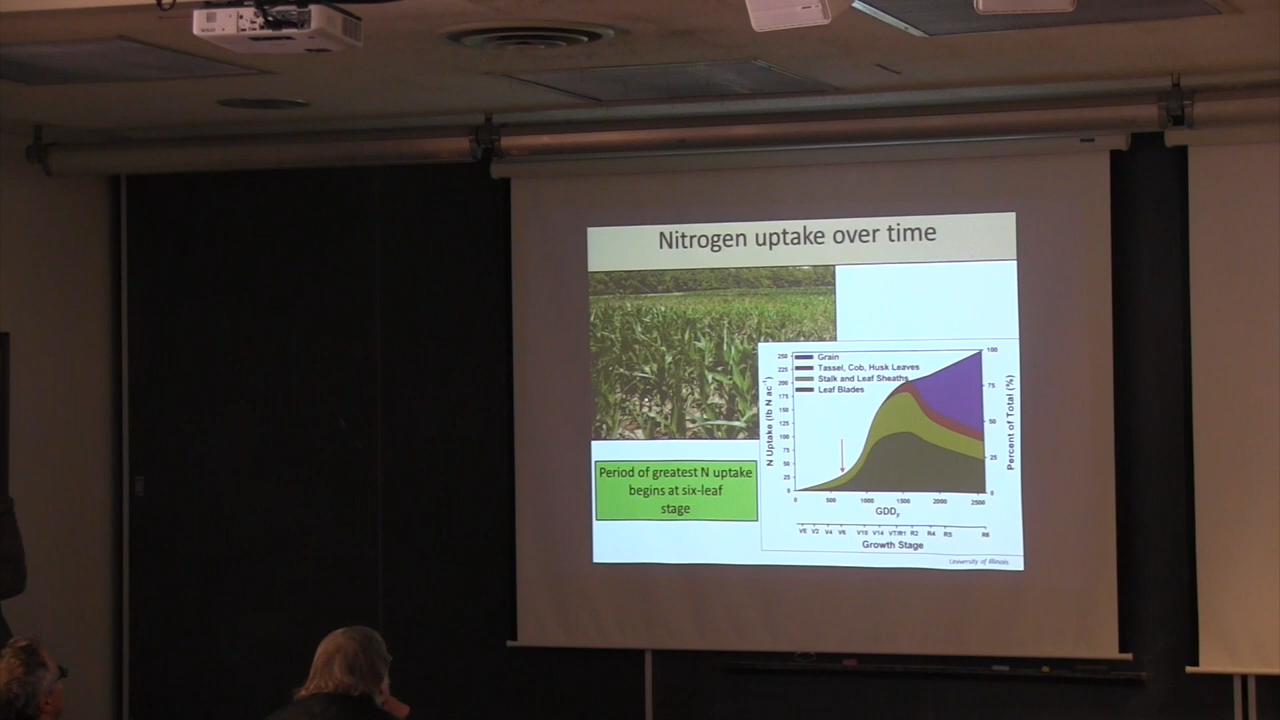 Nitrogen uptake over time
Grain
Tassel, Cob, Husk Leaves
Stalk and Leaf Sheaths
Leaf Blades
N Uptake (lb N ac⁻¹)
250
225
200
175
150
125
100
75
50
25
0
100
75
50
25
0
Percent of Total (%)
0 500 1000 1500 2000 2500
GDD
VE V2 V4 V6 V10 V14 VT/R1 R2 R4 R5 R6
Growth Stage
Period of greatest N uptake
begins at six-leaf
stage
University of Illinois